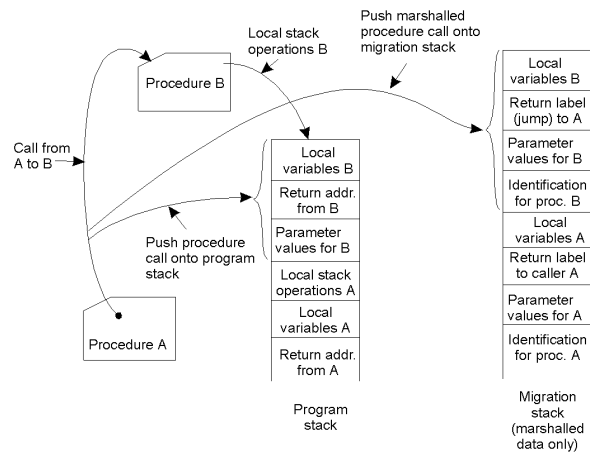 Local stack
operations B
Push marshalled
procedure call onto
migration stack
Procedure B
Call from
A to B
Push procedure
call onto program
stack
Procedure A
Local
variables B
Return addr.
from B
Parameter
values for B
Local stack
operations A
Local
variables A
Return addr.
from A
Program
stack
Local
variables B
Return label
(jump) to A
Parameter
values for B
Identification
for proc. B
Local
variables A
Return label
to caller A
Parameter
values for A
Identification
for proc. A
Migration
stack
(marshalled
data only)